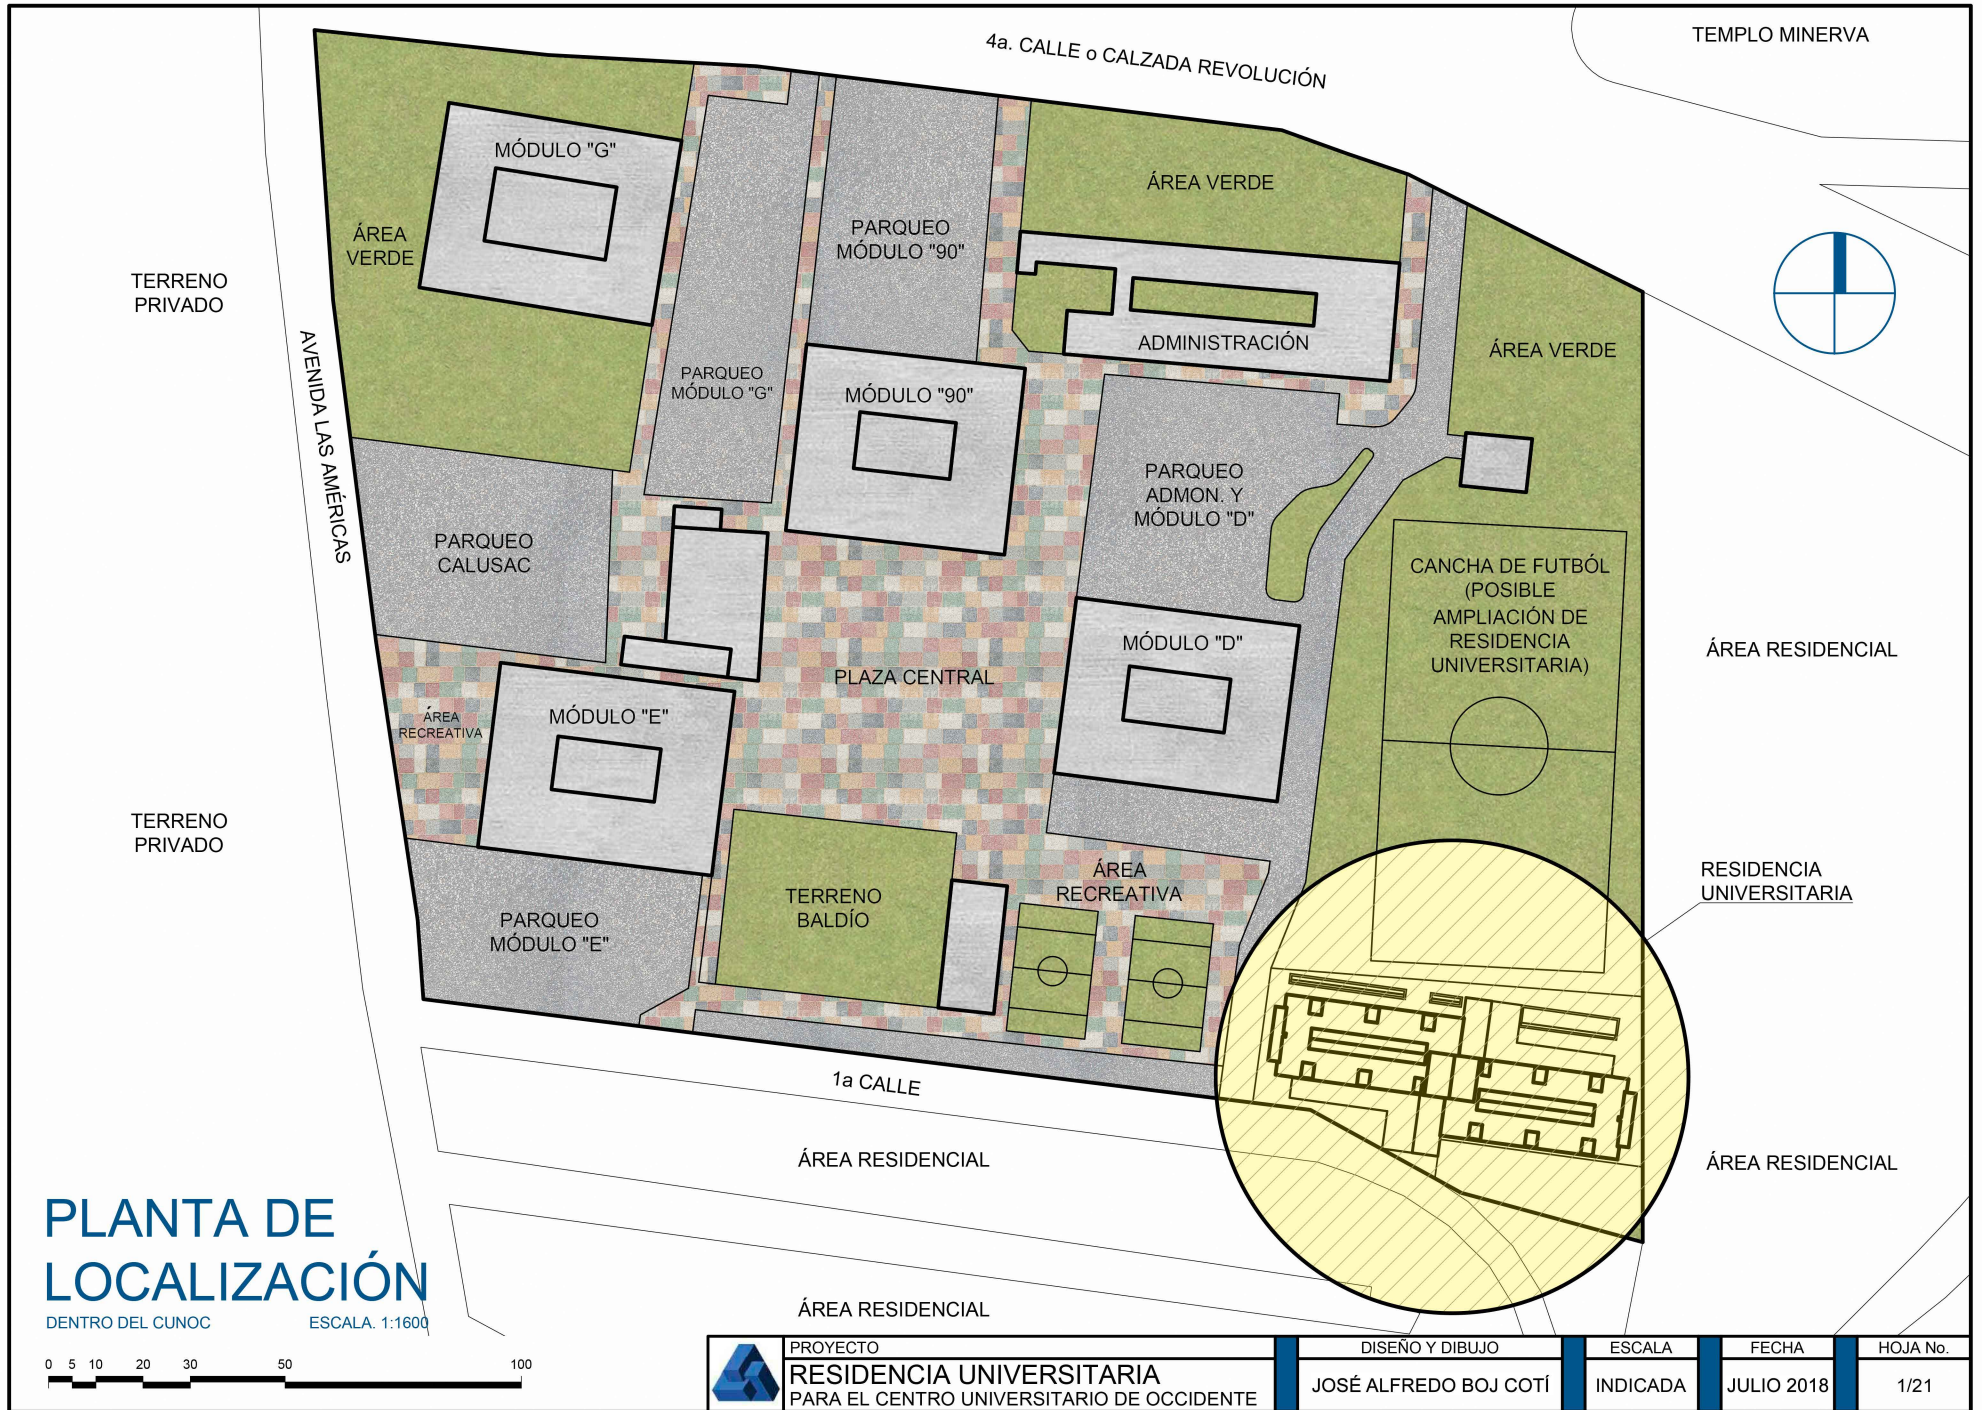 TEMPLO MINERVA
4a. CALLE o CALZADA REVOLUCIÓN
MÓDULO "G"
ÁREA VERDE
ÁREA
VERDE
PARQUEO
MÓDULO "90"
TERRENO
PRIVADO
ADMINISTRACIÓN
ÁREA VERDE
AVENIDA LAS AMÉRICAS
PARQUEO
MÓDULO "G"
MÓDULO "90"
PARQUEO
ADMON. Y
MÓDULO "D"
PARQUEO
CALUSAC
CANCHA DE FUTBÓL
(POSIBLE
AMPLIACIÓN DE
RESIDENCIA
UNIVERSITARIA)
MÓDULO "D"
ÁREA RESIDENCIAL
PLAZA CENTRAL
ÁREA
RECREATIVA
MÓDULO "E"
TERRENO
PRIVADO
ÁREA
RECREATIVA
RESIDENCIA
UNIVERSITARIA
TERRENO
BALDÍO
PARQUEO
MÓDULO "E"
1a CALLE
ÁREA RESIDENCIAL
ÁREA RESIDENCIAL
ÁREA RESIDENCIAL
PLANTA DE
LOCALIZACIÓN
DENTRO DEL CUNOC ESCALA. 1:1600
0 5 10 20 30 50 100
PROYECTO
RESIDENCIA UNIVERSITARIA
PARA EL CENTRO UNIVERSITARIO DE OCCIDENTE
DISEÑO Y DIBUJO
JOSÉ ALFREDO BOJ COTÍ
ESCALA
INDICADA
FECHA
JULIO 2018
HOJA No.
1/21